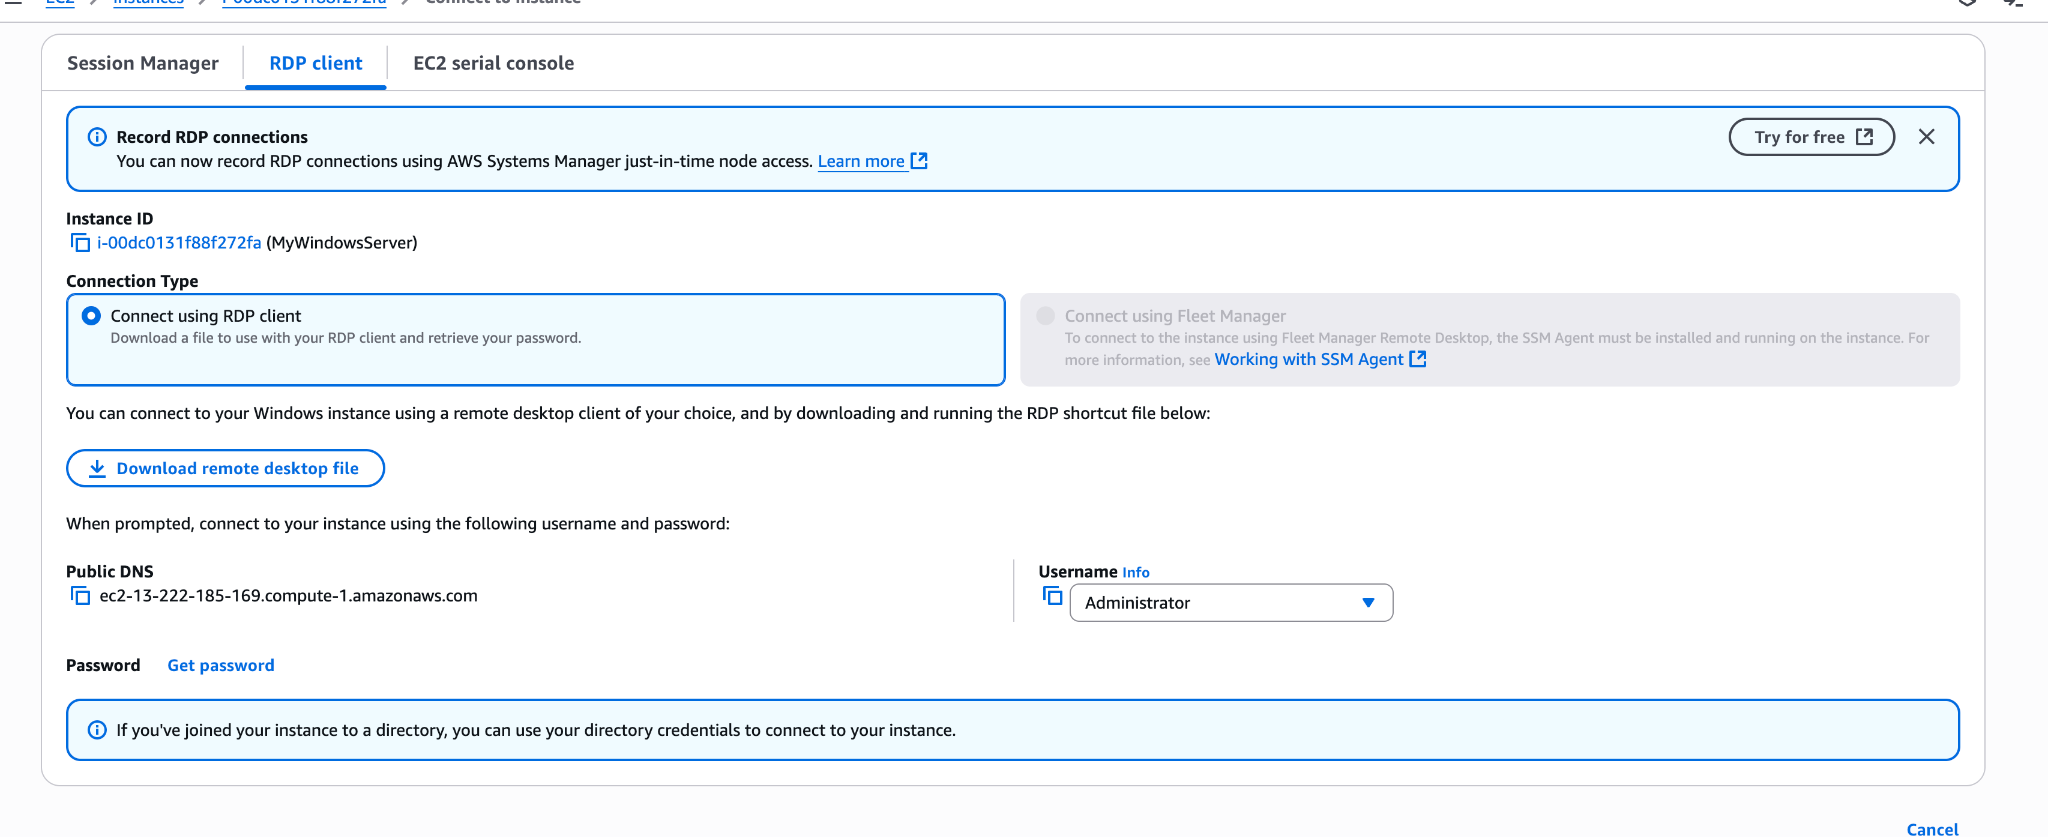 EC2 Instances i-00dc0131f88f272fa Connect to instance
Session Manager
RDP client
EC2 serial console
Record RDP connections
You can now record RDP connections using AWS Systems Manager just-in-time node access. Learn more
Try for free
Instance ID
i-00dc0131f88f272fa (MyWindowsServer)
Connection Type
Connect using RDP client
Download a file to use with your RDP client and retrieve your password.
Connect using Fleet Manager
To connect to the instance using Fleet Manager Remote Desktop, the SSM Agent must be installed and running on the instance. For
more information, see Working with SSM Agent
You can connect to your Windows instance using a remote desktop client of your choice, and by downloading and running the RDP shortcut file below:
Download remote desktop file
When prompted, connect to your instance using the following username and password:
Public DNS
ec2-13-222-185-169.compute-1.amazonaws.com
Username Info
Administrator
Password Get password
If you've joined your instance to a directory, you can use your directory credentials to connect to your instance.
Cancel